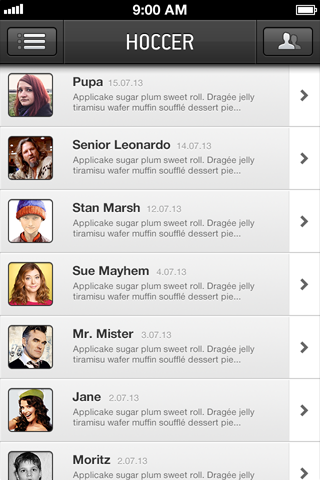 9:00 AM
HOCCER
Pupa 15.07.13
Applicake sugar plum sweet roll. Dragée jelly
tiramisu wafer muffin soufflé dessert pie...
Senior Leonardo 14.07.13
Applicake sugar plum sweet roll. Dragée jelly
tiramisu wafer muffin soufflé dessert pie...
Stan Marsh 12.07.13
Applicake sugar plum sweet roll. Dragée jelly
tiramisu wafer muffin soufflé dessert pie...
Sue Mayhem 4.07.13
Applicake sugar plum sweet roll. Dragée jelly
tiramisu wafer muffin soufflé dessert pie...
Mr. Mister 3.07.13
Applicake sugar plum sweet roll. Dragée jelly
tiramisu wafer muffin soufflé dessert pie...
Jane 2.07.13
Applicake sugar plum sweet roll. Dragée jelly
tiramisu wafer muffin soufflé dessert pie...
Moritz 2.07.13
Applicake sugar plum sweet roll. Dragée jelly